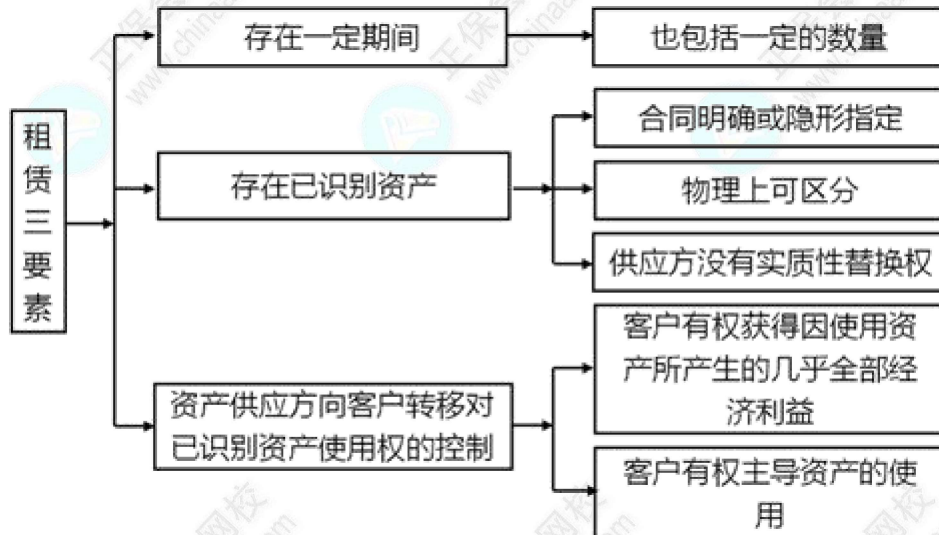 存在一定期间
也包括一定的数量
租
赁
三
要
素
存在已识别资产
合同明确或隐形指定
物理上可区分
供应方没有实质性替换权
资产供应方向客户转移对
已识别资产使用权的控制
客户有权获得因使用资
产所产生的几乎全部经
济利益
客户有权主导资产的使
用